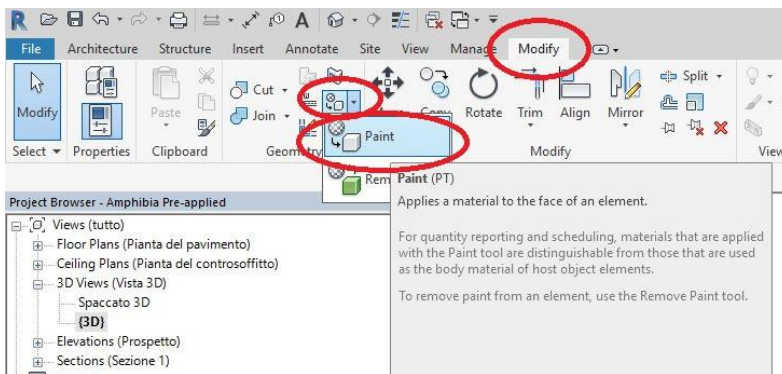 File Architecture Structure Insert Annotate Site View Manage Modify
Modify Paste Cut Join Rotate Trim Align Mirror Split
Select Properties Clipboard Geometry Modify View
Paint
Rem
Paint (PT)
Applies a material to the face of an element.
For quantity reporting and scheduling, materials that are applied
with the Paint tool are distinguishable from those that are used
as the body material of host object elements.
To remove paint from an element, use the Remove Paint tool.
Project Browser - Amphibia Pre-applied
Views (tutto)
Floor Plans (Pianta del pavimento)
Ceiling Plans (Pianta del controsoffitto)
3D Views (Vista 3D)
Spaccato 3D
{3D}
Elevations (Prospetto)
Sections (Sezione 1)